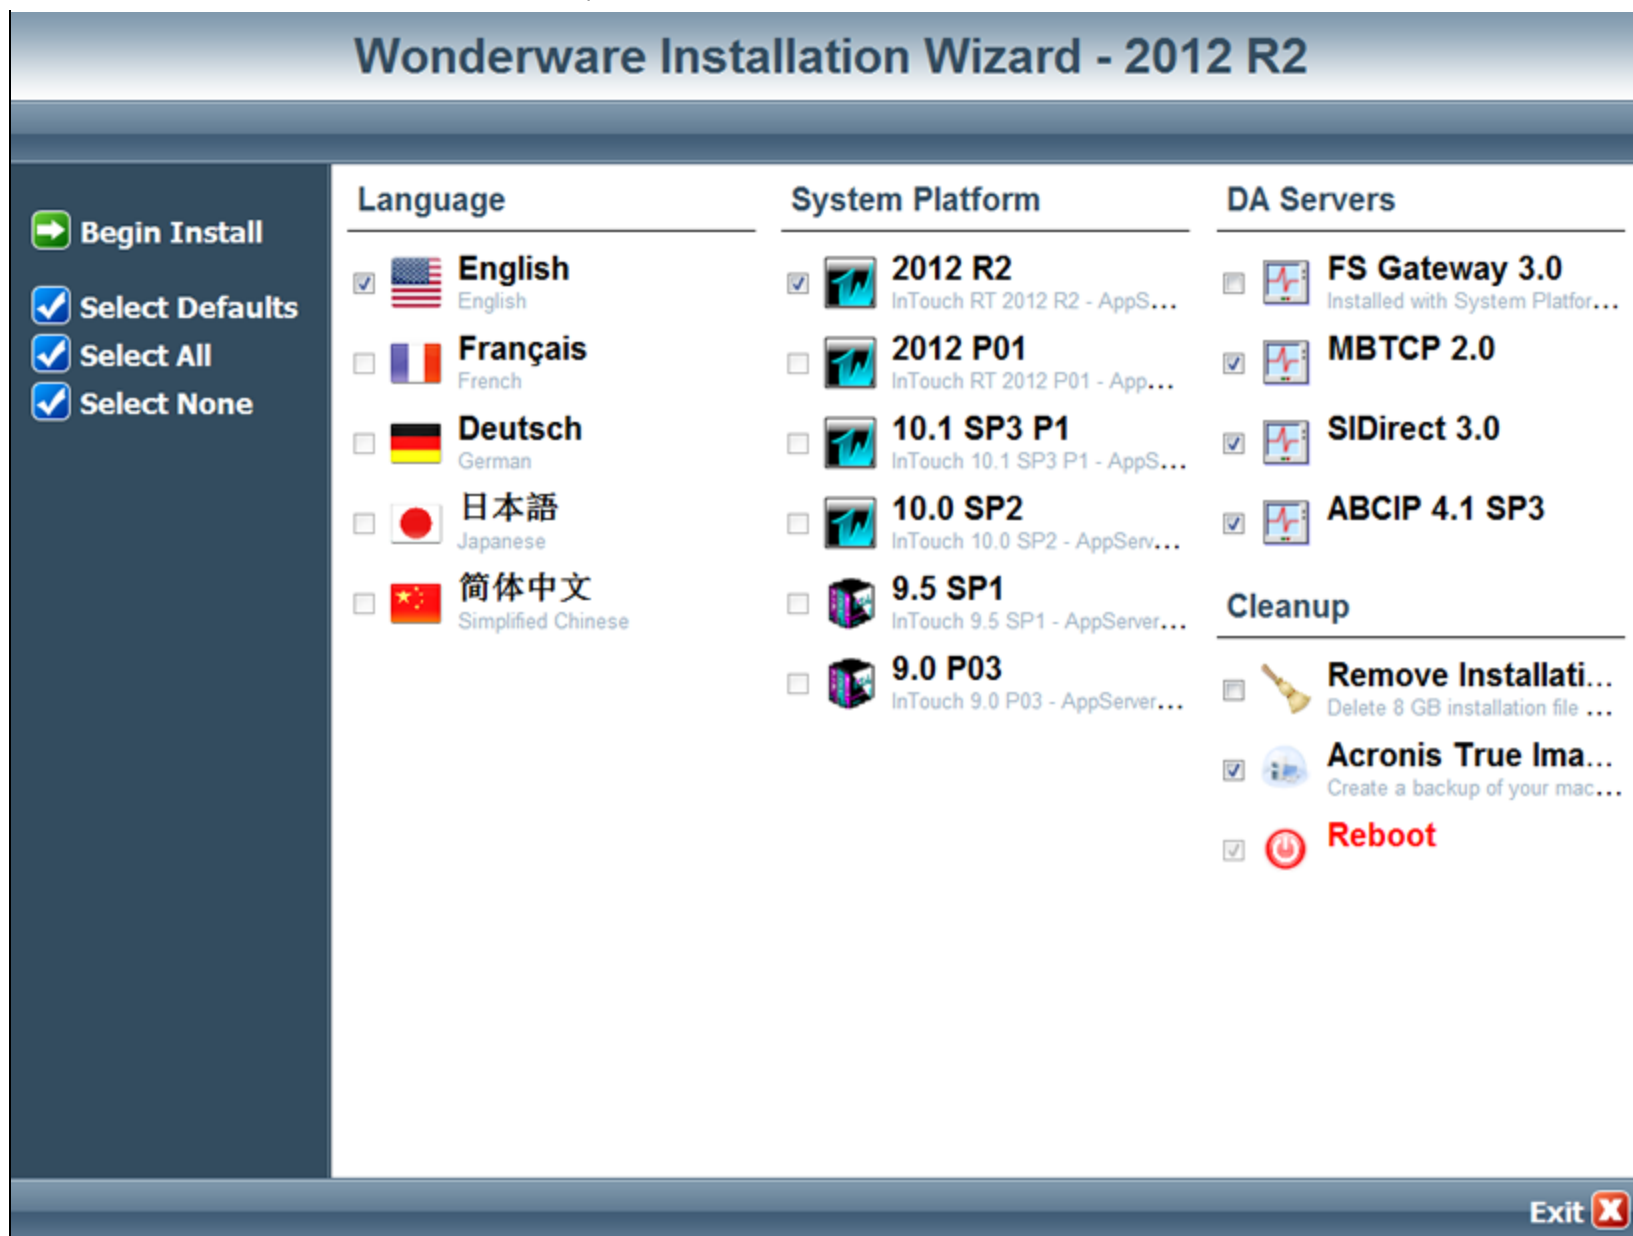 Wonderware Installation Wizard - 2012 R2
Begin Install
Select Defaults
Select All
Select None
Language
English
English
Français
French
Deutsch
German
日本語
Japanese
简体中文
Simplified Chinese
System Platform
2012 R2
InTouch RT 2012 R2 - AppS...
2012 P01
InTouch RT 2012 P01 - App...
10.1 SP3 P1
InTouch 10.1 SP3 P1 - AppS...
10.0 SP2
InTouch 10.0 SP2 - AppServ...
9.5 SP1
InTouch 9.5 SP1 - AppServer...
9.0 P03
InTouch 9.0 P03 - AppServer...
DA Servers
FS Gateway 3.0
Installed with System Platfor...
MBTCP 2.0
SIDirect 3.0
ABCIP 4.1 SP3
Cleanup
Remove Installati...
Delete 8 GB installation file ...
Acronis True Ima...
Create a backup of your mac...
Reboot
Exit